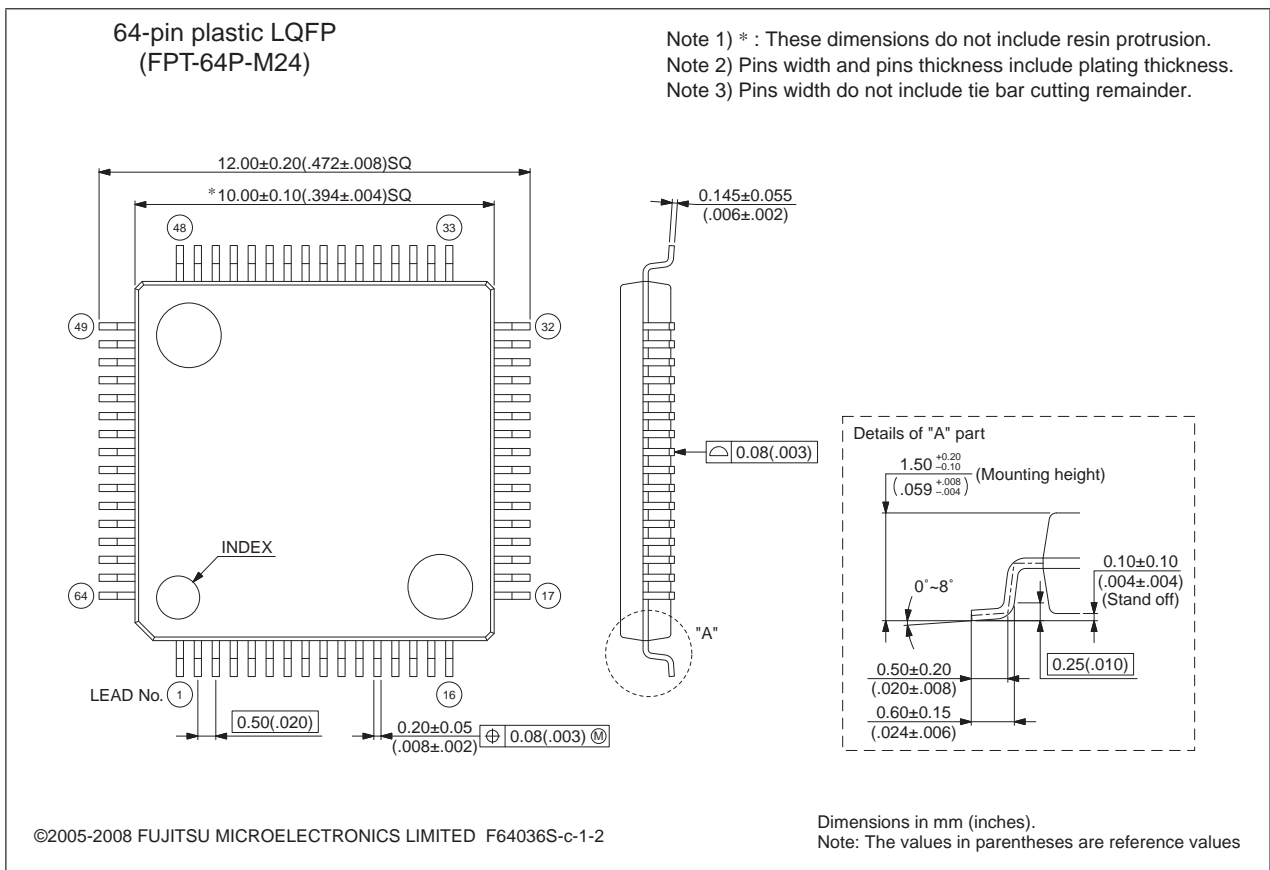 64-pin plastic LQFP
(FPT-64P-M24)
Note 1) * : These dimensions do not include resin protrusion.
Note 2) Pins width and pins thickness include plating thickness.
Note 3) Pins width do not include tie bar cutting remainder.
12.00±0.20(.472±.008)SQ
*10.00±0.10(.394±.004)SQ
0.145±0.055
(.006±.002)
48
33
49
32
0.08(.003)
INDEX
64
17
"A"
LEAD No.
1
16
0.50(.020)
0.20±0.05
(.008±.002)
⌖ 0.08(.003) Ⓜ
Details of "A" part
1.50 +0.20 –0.10
(.059 +.008 –.004)
(Mounting height)
0˚~8˚
0.10±0.10
(.004±.004)
(Stand off)
0.25(.010)
0.50±0.20
(.020±.008)
0.60±0.15
(.024±.006)
©2005-2008 FUJITSU MICROELECTRONICS LIMITED F64036S-c-1-2
Dimensions in mm (inches).
Note: The values in parentheses are reference values